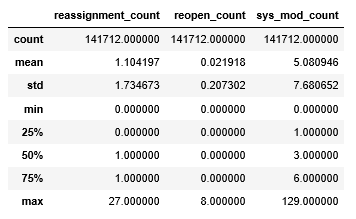 reassignment_count reopen_count sys_mod_count
count 141712.000000 141712.000000 141712.000000
mean 1.104197 0.021918 5.080946
std 1.734673 0.207302 7.680652
min 0.000000 0.000000 0.000000
25% 0.000000 0.000000 1.000000
50% 1.000000 0.000000 3.000000
75% 1.000000 0.000000 6.000000
max 27.000000 8.000000 129.000000